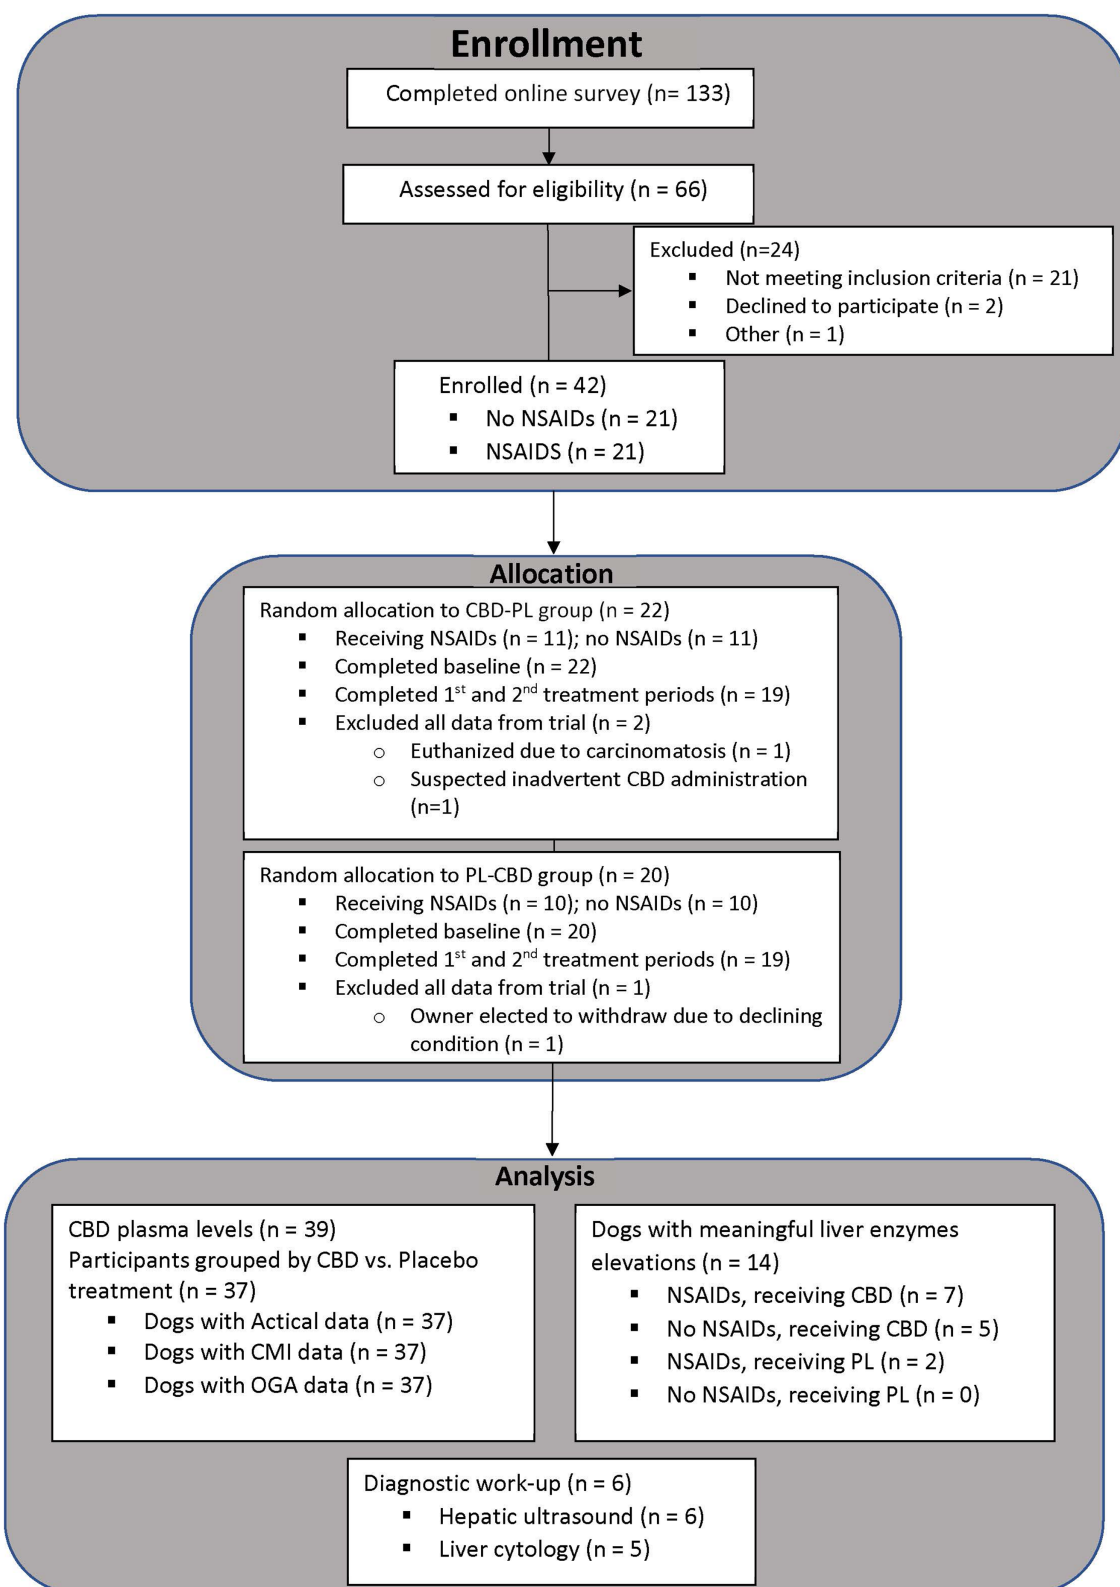 Enrollment
Completed online survey (n= 133)
Assessed for eligibility (n = 66)
Excluded (n=24)
▪ Not meeting inclusion criteria (n = 21)
▪ Declined to participate (n = 2)
▪ Other (n = 1)
Enrolled (n = 42)
▪ No NSAIDs (n = 21)
▪ NSAIDS (n = 21)
Allocation
Random allocation to CBD-PL group (n = 22)
▪ Receiving NSAIDs (n = 11); no NSAIDs (n = 11)
▪ Completed baseline (n = 22)
▪ Completed 1st and 2nd treatment periods (n = 19)
▪ Excluded all data from trial (n = 2)
o Euthanized due to carcinomatosis (n = 1)
o Suspected inadvertent CBD administration
(n=1)
Random allocation to PL-CBD group (n = 20)
▪ Receiving NSAIDs (n = 10); no NSAIDs (n = 10)
▪ Completed baseline (n = 20)
▪ Completed 1st and 2nd treatment periods (n = 19)
▪ Excluded all data from trial (n = 1)
o Owner elected to withdraw due to declining
condition (n = 1)
Analysis
CBD plasma levels (n = 39)
Participants grouped by CBD vs. Placebo
treatment (n = 37)
▪ Dogs with Actical data (n = 37)
▪ Dogs with CMI data (n = 37)
▪ Dogs with OGA data (n = 37)
Dogs with meaningful liver enzymes
elevations (n = 14)
▪ NSAIDs, receiving CBD (n = 7)
▪ No NSAIDs, receiving CBD (n = 5)
▪ NSAIDs, receiving PL (n = 2)
▪ No NSAIDs, receiving PL (n = 0)
Diagnostic work-up (n = 6)
▪ Hepatic ultrasound (n = 6)
▪ Liver cytology (n = 5)